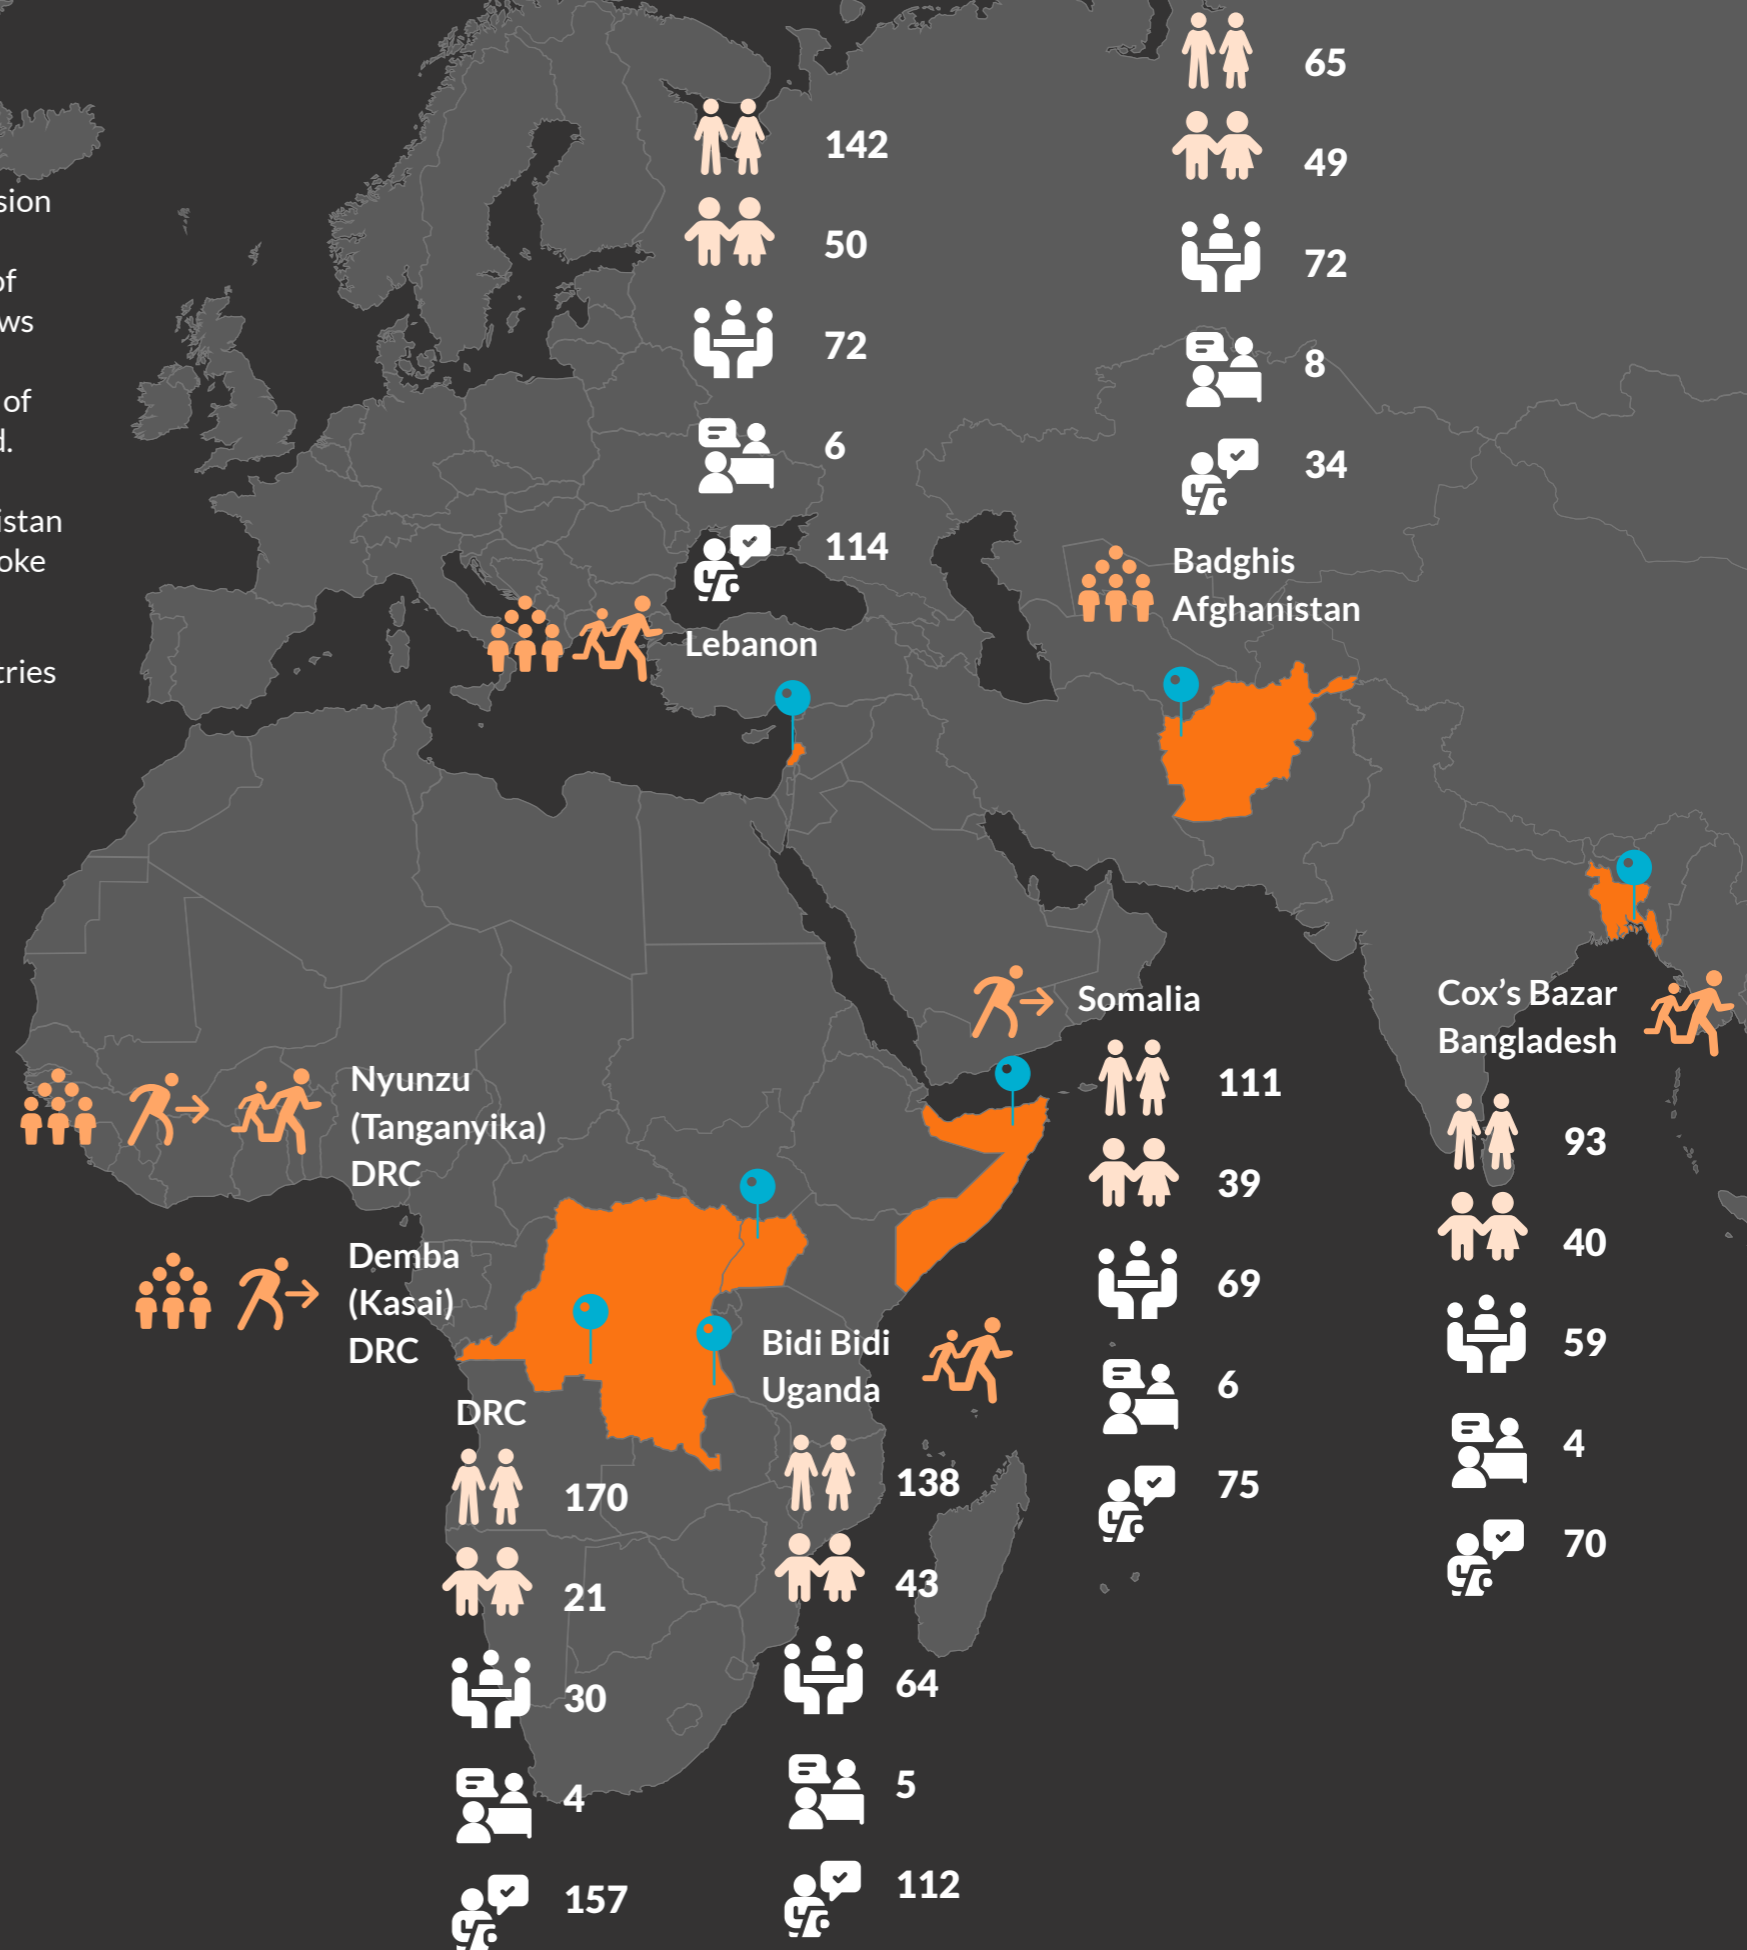 sion
of
ws
of
d.
istan
oke
tries
142
50
72
6
114
Lebanon
65
49
72
8
34
Badghis
Afghanistan
Somalia
111
39
69
6
75
Cox's Bazar
Bangladesh
93
40
59
4
70
Nyunzu
(Tanganyika)
DRC
Demba
(Kasai)
DRC
DRC
170
21
30
4
157
Bidi Bidi
Uganda
138
43
64
5
112